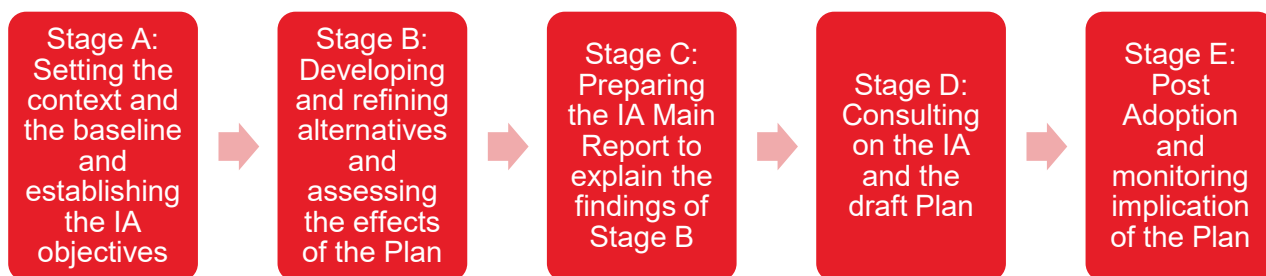 Stage A:
Setting the
context and
the baseline
and
establishing
the IA
objectives
Stage B:
Developing
and refining
alternatives
and
assessing
the effects
of the Plan
Stage C:
Preparing
the IA Main
Report to
explain the
findings of
Stage B
Stage D:
Consulting
on the IA
and the
draft Plan
Stage E:
Post
Adoption
and
monitoring
implication
of the Plan